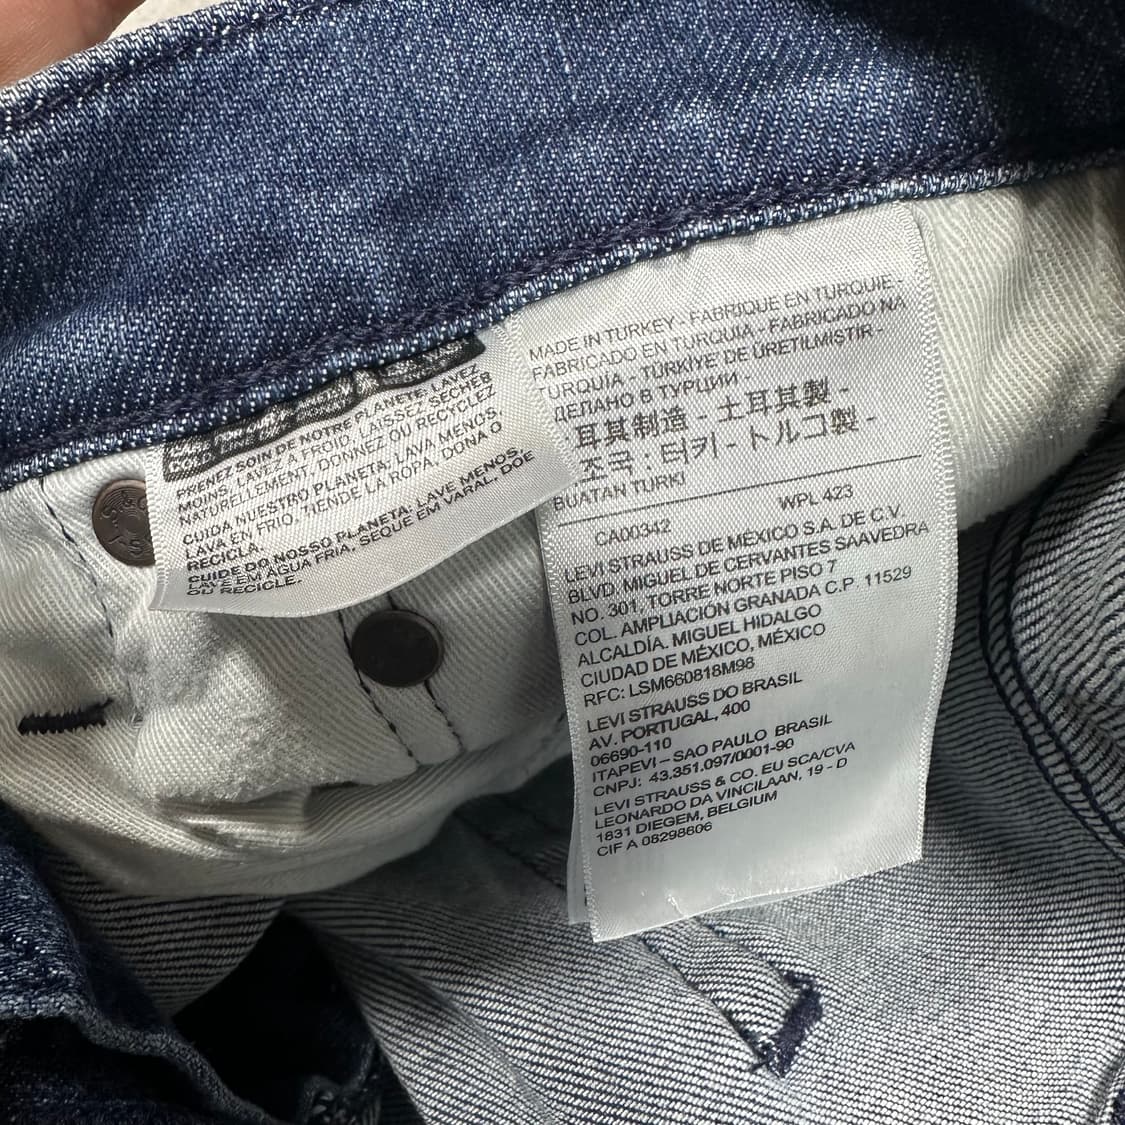 PRENEZ SOIN DE NOTRE PLANETE: LAVEZ
MOINS, LAVEZ À FROID, LAISSEZ SÉCHER
NATURELLEMENT, DONNEZ OU RECYCLEZ
CUIDA NUESTRO PLANETA, LAVA MENOS,
LAVA EN FRIO, TIENDE LA ROPA, DONA O
RECICLA.
CUIDE DO NOSSO PLANETA: LAVE MENOS,
LAVE EM ÁGUA FRIA, SEQUE EM VARAL, DOE
OU RECICLE.
MADE IN TURKEY - FABRIQUE EN TURQUIE -
FABRICADO EN TURQUIA - FABRICADO NA
TURQUIA - TÜRKİYE'DE ÜRETİLMİŞTİR -
ДЕЛАНО В ТУРЦИИ -
耳其制造 - 土耳其製 -
조국 : 터키 - トルコ製 -
BUATAN TURKI
WPL 423
CA00342
LEVI STRAUSS DE MÉXICO S.A. DE C.V
BLVD. MIGUEL DE CERVANTES SAAVEDRA
NO. 301, TORRE NORTE PISO 7
COL. AMPLIACIÓN GRANADA C.P. 11529
ALCALDÍA. MIGUEL HIDALGO
CIUDAD DE MÉXICO, MÉXICO
RFC: LSM660818M98
LEVI STRAUSS DO BRASIL
AV. PORTUGAL, 400
06690-110
ITAPEVI – SAO PAULO BRASIL
CNPJ: 43.351.097/0001-90
LEVI STRAUSS & CO. EU SCA/CVA
LEONARDO DA VINCILAAN, 19 - D
1831 DIEGEM, BELGIUM
CIF A 08298806